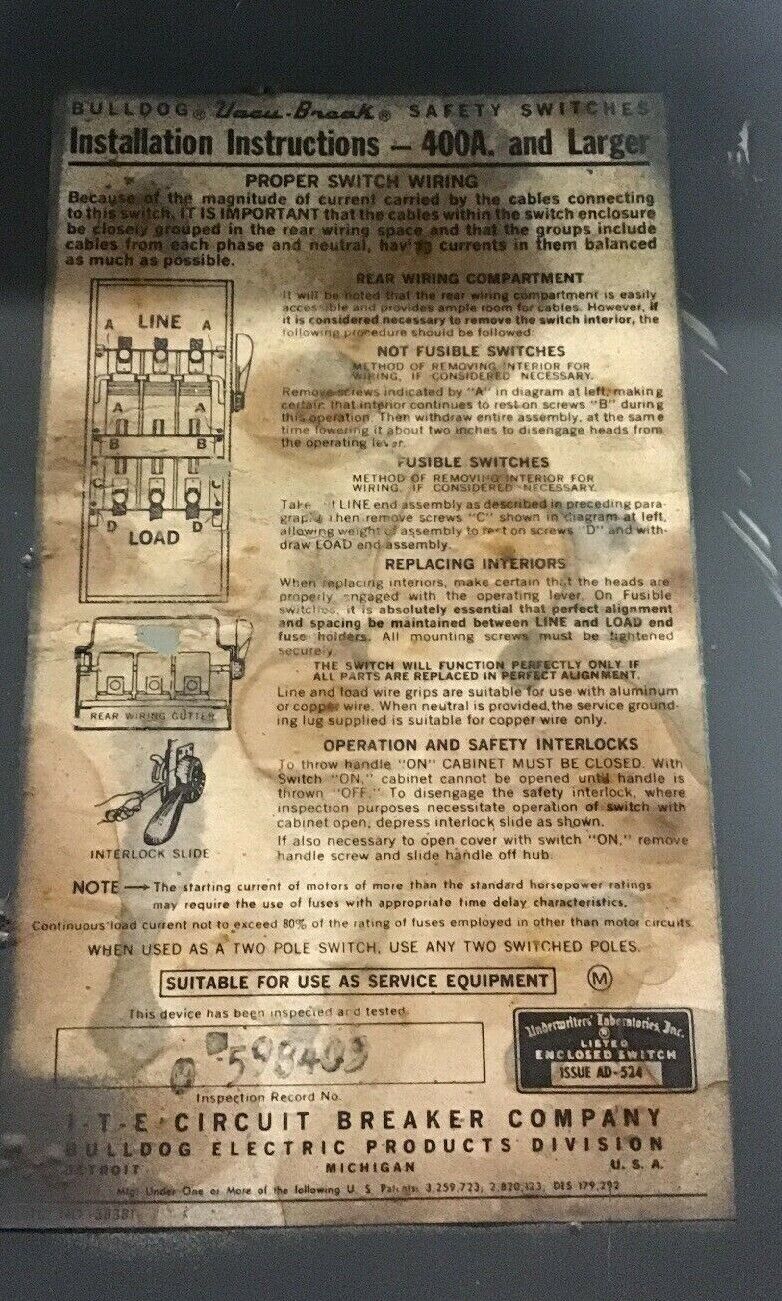 BULLDOG® Vacu-Break® SAFETY SWITCHES
Installation Instructions – 400A. and Larger
PROPER SWITCH WIRING
Because of the magnitude of current carried by the cables connecting
to this switch, IT IS IMPORTANT that the cables within the switch enclosure
be closely grouped in the rear wiring space and that the groups include
cables from each phase and neutral, having currents in them balanced
as much as possible.
REAR WIRING COMPARTMENT
It will be noted that the rear wiring compartment is easily
accessible and provides ample room for cables. However, if
it is considered necessary to remove the switch interior, the
following procedure should be followed.
NOT FUSIBLE SWITCHES
METHOD OF REMOVING INTERIOR FOR
WIRING, IF CONSIDERED NECESSARY.
Remove screws indicated by "A" in diagram at left, making
certain that interior continues to rest on screws "B" during
this operation. Then withdraw entire assembly, at the same
time lowering it about two inches to disengage heads from
the operating lever.
FUSIBLE SWITCHES
METHOD OF REMOVING INTERIOR FOR
WIRING, IF CONSIDERED NECESSARY.
Take LINE end assembly as described in preceding para-
graph, then remove screws "C" shown in diagram at left,
allowing weight of assembly to rest on screws "D" and with-
draw LOAD end assembly.
REPLACING INTERIORS
When replacing interiors, make certain that the heads are
properly engaged with the operating lever. On Fusible
switches, it is absolutely essential that perfect alignment
and spacing be maintained between LINE and LOAD end
fuse holders. All mounting screws must be tightened
securely.
THE SWITCH WILL FUNCTION PERFECTLY ONLY IF
ALL PARTS ARE REPLACED IN PERFECT ALIGNMENT.
Line and load wire grips are suitable for use with aluminum
or copper wire. When neutral is provided, the service ground-
ing lug supplied is suitable for copper wire only.
OPERATION AND SAFETY INTERLOCKS
To throw handle "ON" CABINET MUST BE CLOSED. With
Switch "ON," cabinet cannot be opened until handle is
thrown "OFF." To disengage the safety interlock, where
inspection purposes necessitate operation of switch with
cabinet open, depress interlock slide as shown.
If also necessary to open cover with switch "ON," remove
handle screw and slide handle off hub.
A LINE A
A A
B B
C C
D D
LOAD
REAR WIRING GUTTER
INTERLOCK SLIDE
NOTE → The starting current of motors of more than the standard horsepower ratings
may require the use of fuses with appropriate time delay characteristics.
Continuous load current not to exceed 80% of the rating of fuses employed in other than motor circuits.
WHEN USED AS A TWO POLE SWITCH, USE ANY TWO SWITCHED POLES.
SUITABLE FOR USE AS SERVICE EQUIPMENT
M
This device has been inspected and tested.
598403
Inspection Record No.
Underwriters' Laboratories, Inc.
LISTED
ENCLOSED SWITCH
ISSUE AD-524
I-T-E CIRCUIT BREAKER COMPANY
BULLDOG ELECTRIC PRODUCTS DIVISION
DETROIT MICHIGAN U. S. A.
Mfg. Under One or More of the following U. S. Patents: 3,259,723; 2,820,123; DES 179,292